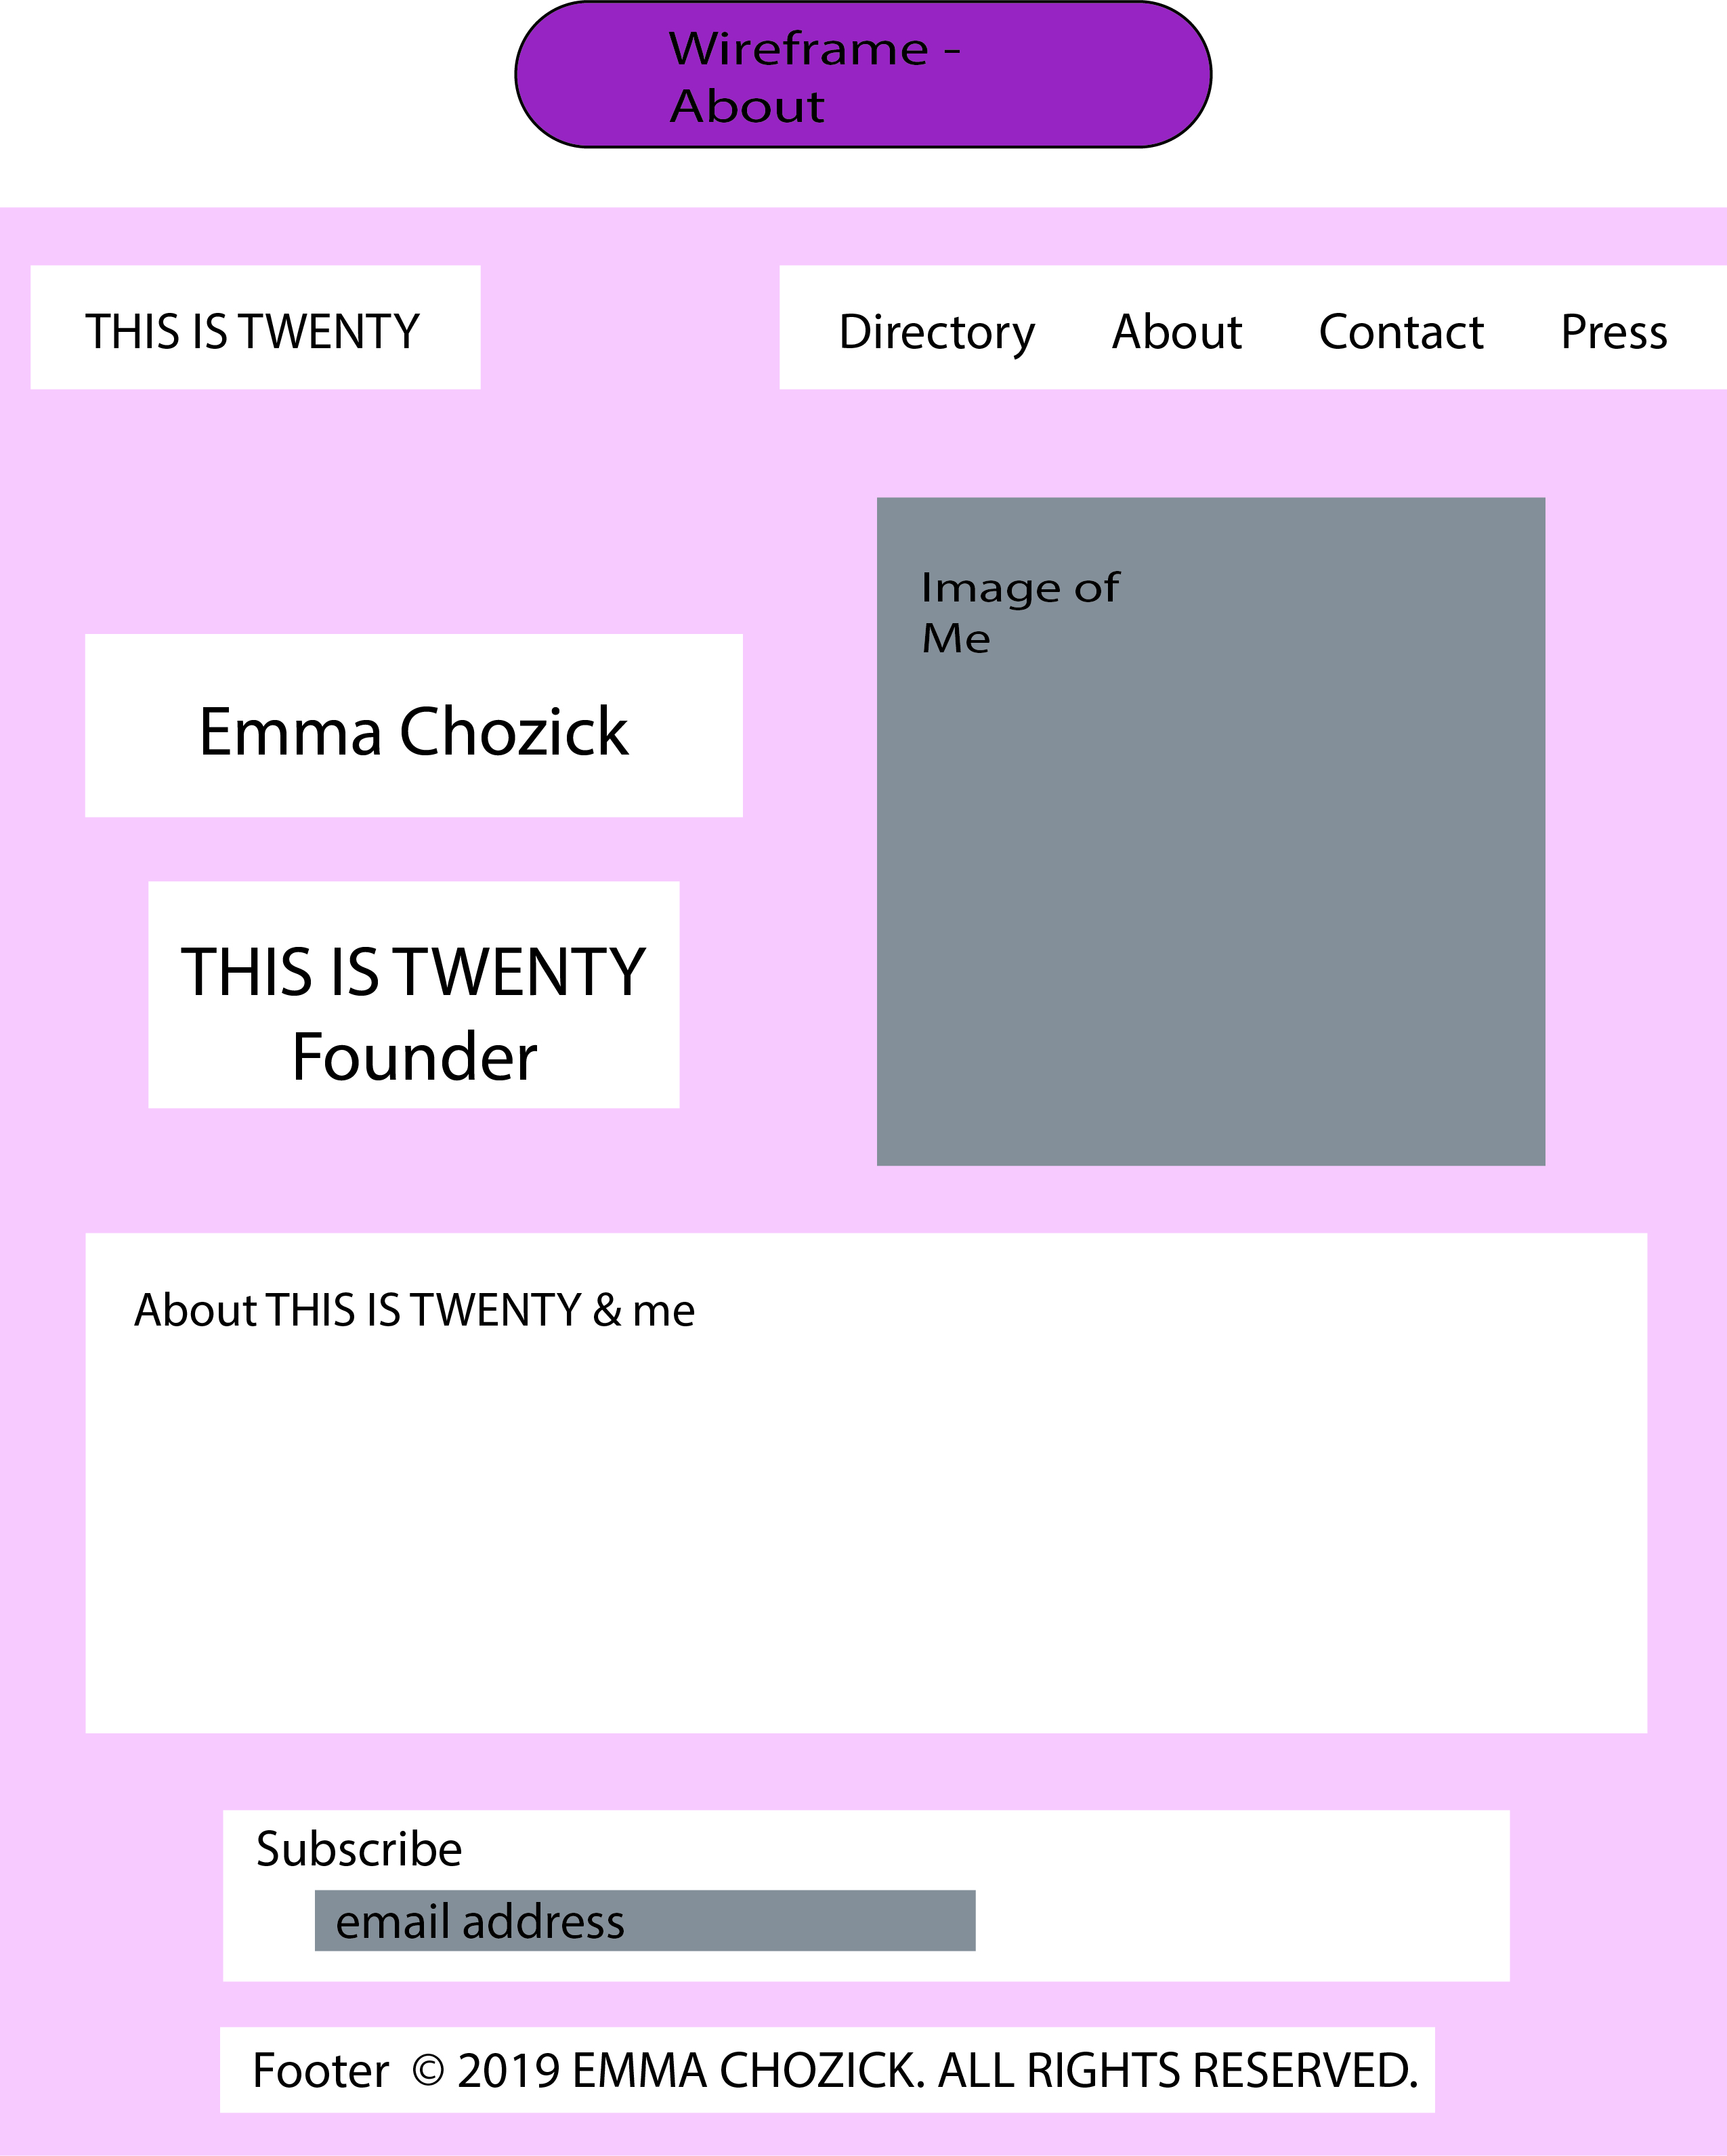 Wireframe -
About
THIS IS TWENTY
Directory About Contact Press
Image of
Me
Emma Chozick
THIS IS TWENTY
Founder
About THIS IS TWENTY & me
Subscribe
email address
Footer © 2019 EMMA CHOZICK. ALL RIGHTS RESERVED.